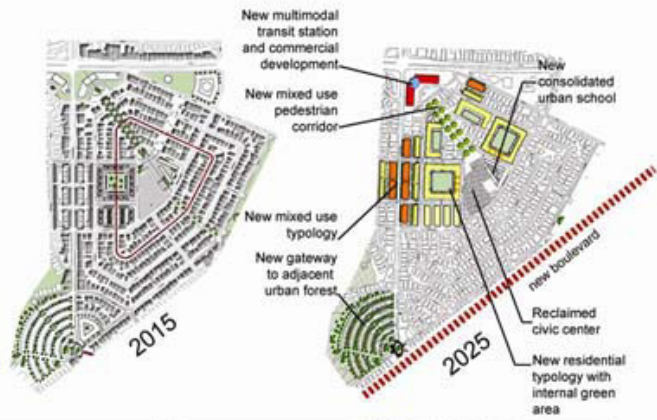 New multimodal
transit station
and commercial
development
New mixed use
pedestrian
corridor
New
consolidated
urban school
New mixed use
typology
New gateway
to adjacent
urban forest
2015
2025
new boulevard
Reclaimed
civic center
New residential
typology with
internal green
area